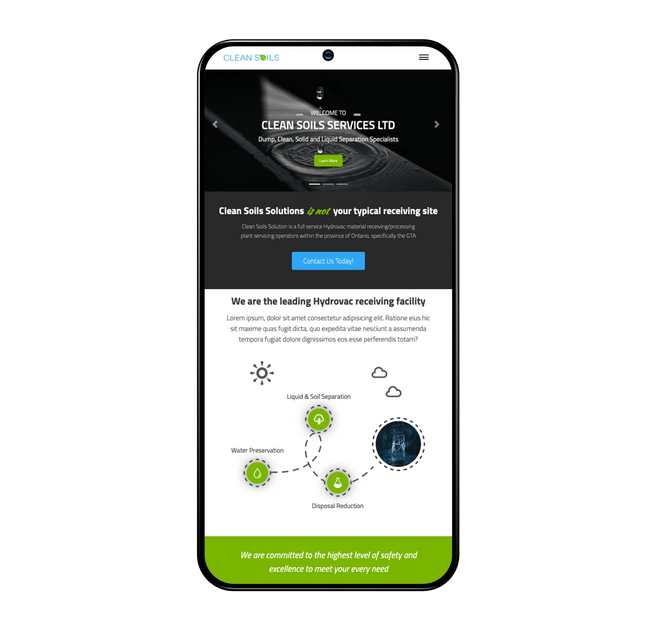 CLEAN SOILS
WELCOME TO
CLEAN SOILS SERVICES LTD
Dump, Clean, Solid and Liquid Separation Specialists
Learn More
Clean Soils Solutions is not your typical receiving site
Clean Soils Solution is a full service Hydrovac material receiving/processing
plant servicing operators within the province of Ontario, specifically the GTA
Contact Us Today!
We are the leading Hydrovac receiving facility
Lorem ipsum, dolor sit amet consectetur adipisicing elit. Ratione eius hic
sit maxime quas fugit dicta, quo expedita vitae nesciunt a assumenda
tempora fugiat dolore dignissimos eos esse perferendis totam?
Liquid & Soil Separation
Water Preservation
Disposal Reduction
We are committed to the highest level of safety and
excellence to meet your every need